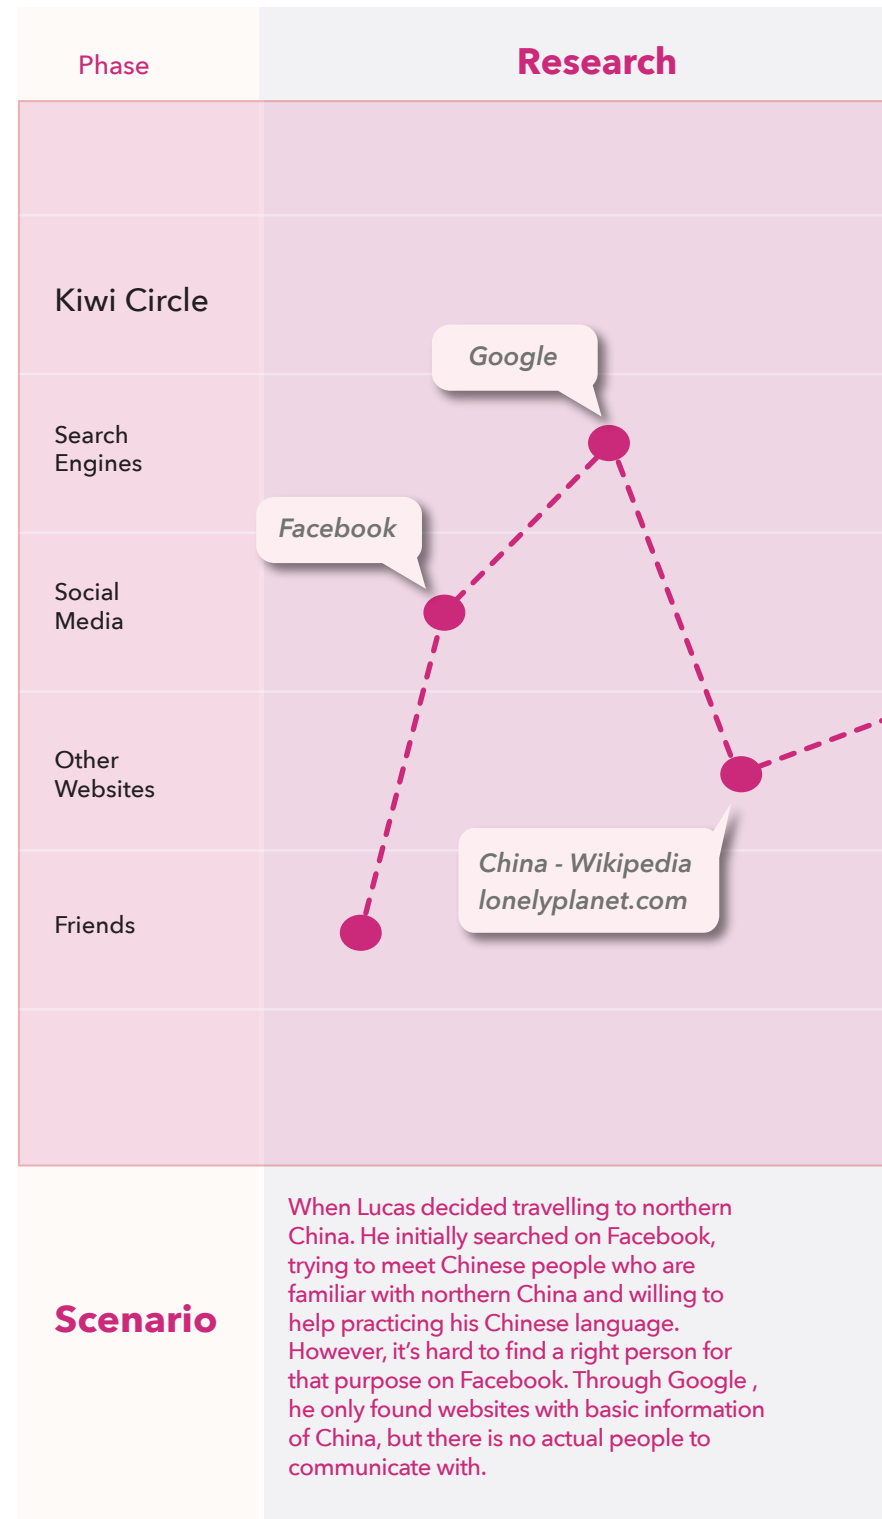 Phase
Research
Kiwi Circle
Google
Search
Engines
Facebook
Social
Media
Other
Websites
China - Wikipedia
lonelyplanet.com
Friends
Scenario
When Lucas decided travelling to northern
China. He initially searched on Facebook,
trying to meet Chinese people who are
familiar with northern China and willing to
help practicing his Chinese language.
However, it's hard to find a right person for
that purpose on Facebook. Through Google ,
he only found websites with basic information
of China, but there is no actual people to
communicate with.